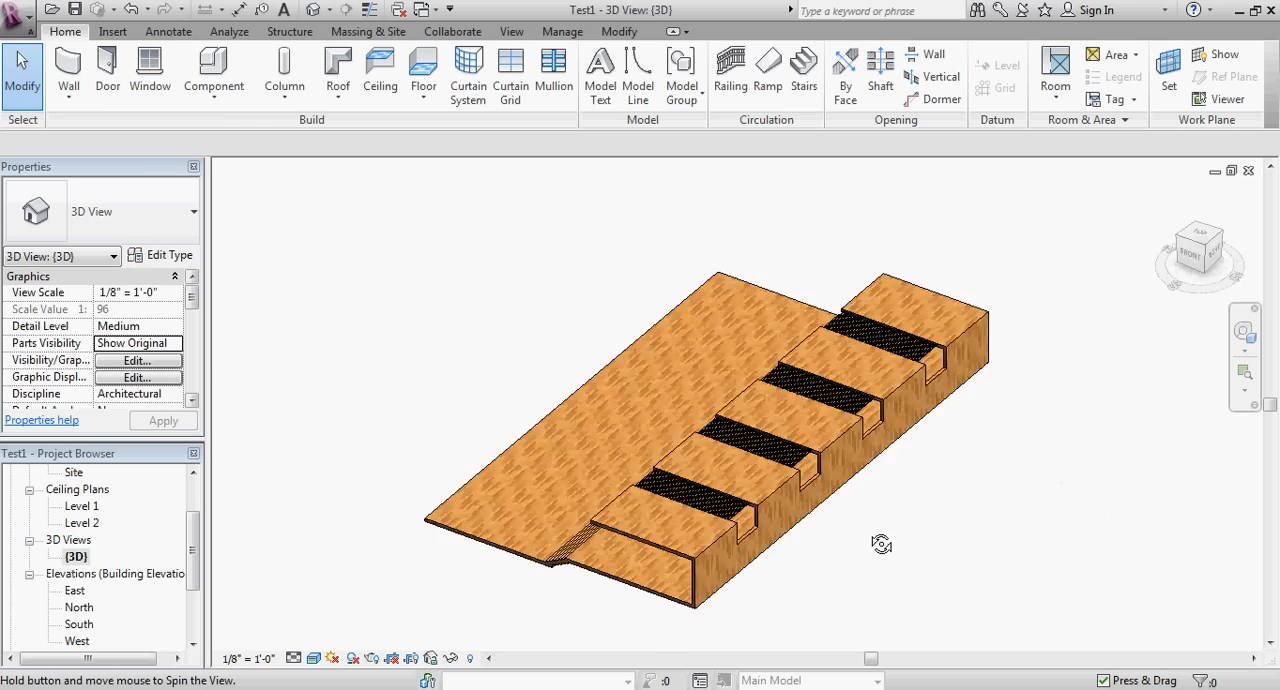 Test1 - 3D View: {3D}
Type a keyword or phrase
Sign In
Home Insert Annotate Analyze Structure Massing & Site Collaborate View Manage Modify
Modify
Wall Door Window Component Column Roof Ceiling Floor Curtain System Curtain Grid Mullion
Model Text Model Line Model Group
Railing Ramp Stairs
By Face Shaft Wall Vertical Dormer
Level
Grid
Room Area Legend Tag
Set Show Ref Plane Viewer
Select Build Model Circulation Opening Datum Room & Area Work Plane
Properties
3D View
3D View: {3D} Edit Type
Graphics
View Scale 1/8" = 1'-0"
Scale Value 1: 96
Detail Level Medium
Parts Visibility Show Original
Visibility/Grap... Edit...
Graphic Displ... Edit...
Discipline Architectural
Properties help Apply
Test1 - Project Browser
Site
Ceiling Plans
Level 1
Level 2
3D Views
{3D}
Elevations (Building Elevatio
East
North
South
West
FRONT
1/8" = 1'-0"
Hold button and move mouse to Spin the View.
:0
Main Model
Press & Drag
:0